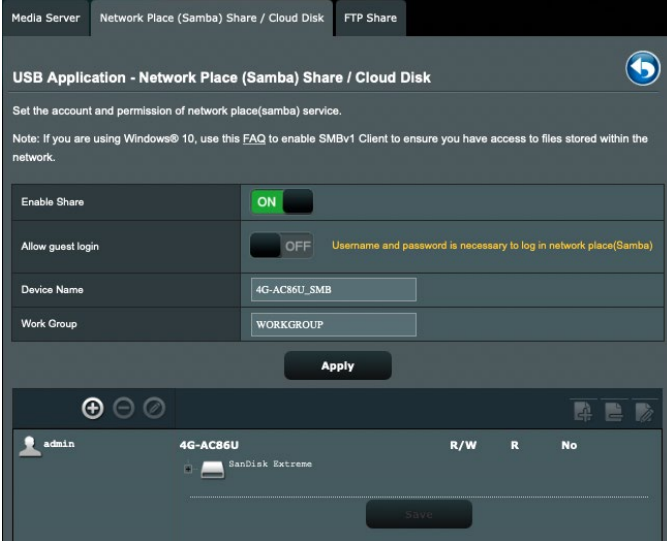 Media Server Network Place (Samba) Share / Cloud Disk FTP Share
USB Application - Network Place (Samba) Share / Cloud Disk
Set the account and permission of network place(samba) service.
Note: If you are using Windows® 10, use this FAQ to enable SMBv1 Client to ensure you have access to files stored within the
network.
Enable Share ON
Allow guest login OFF Username and password is necessary to log in network place(Samba)
Device Name 4G-AC86U_SMB
Work Group WORKGROUP
Apply
admin 4G-AC86U R/W R No
SanDisk Extreme
Save